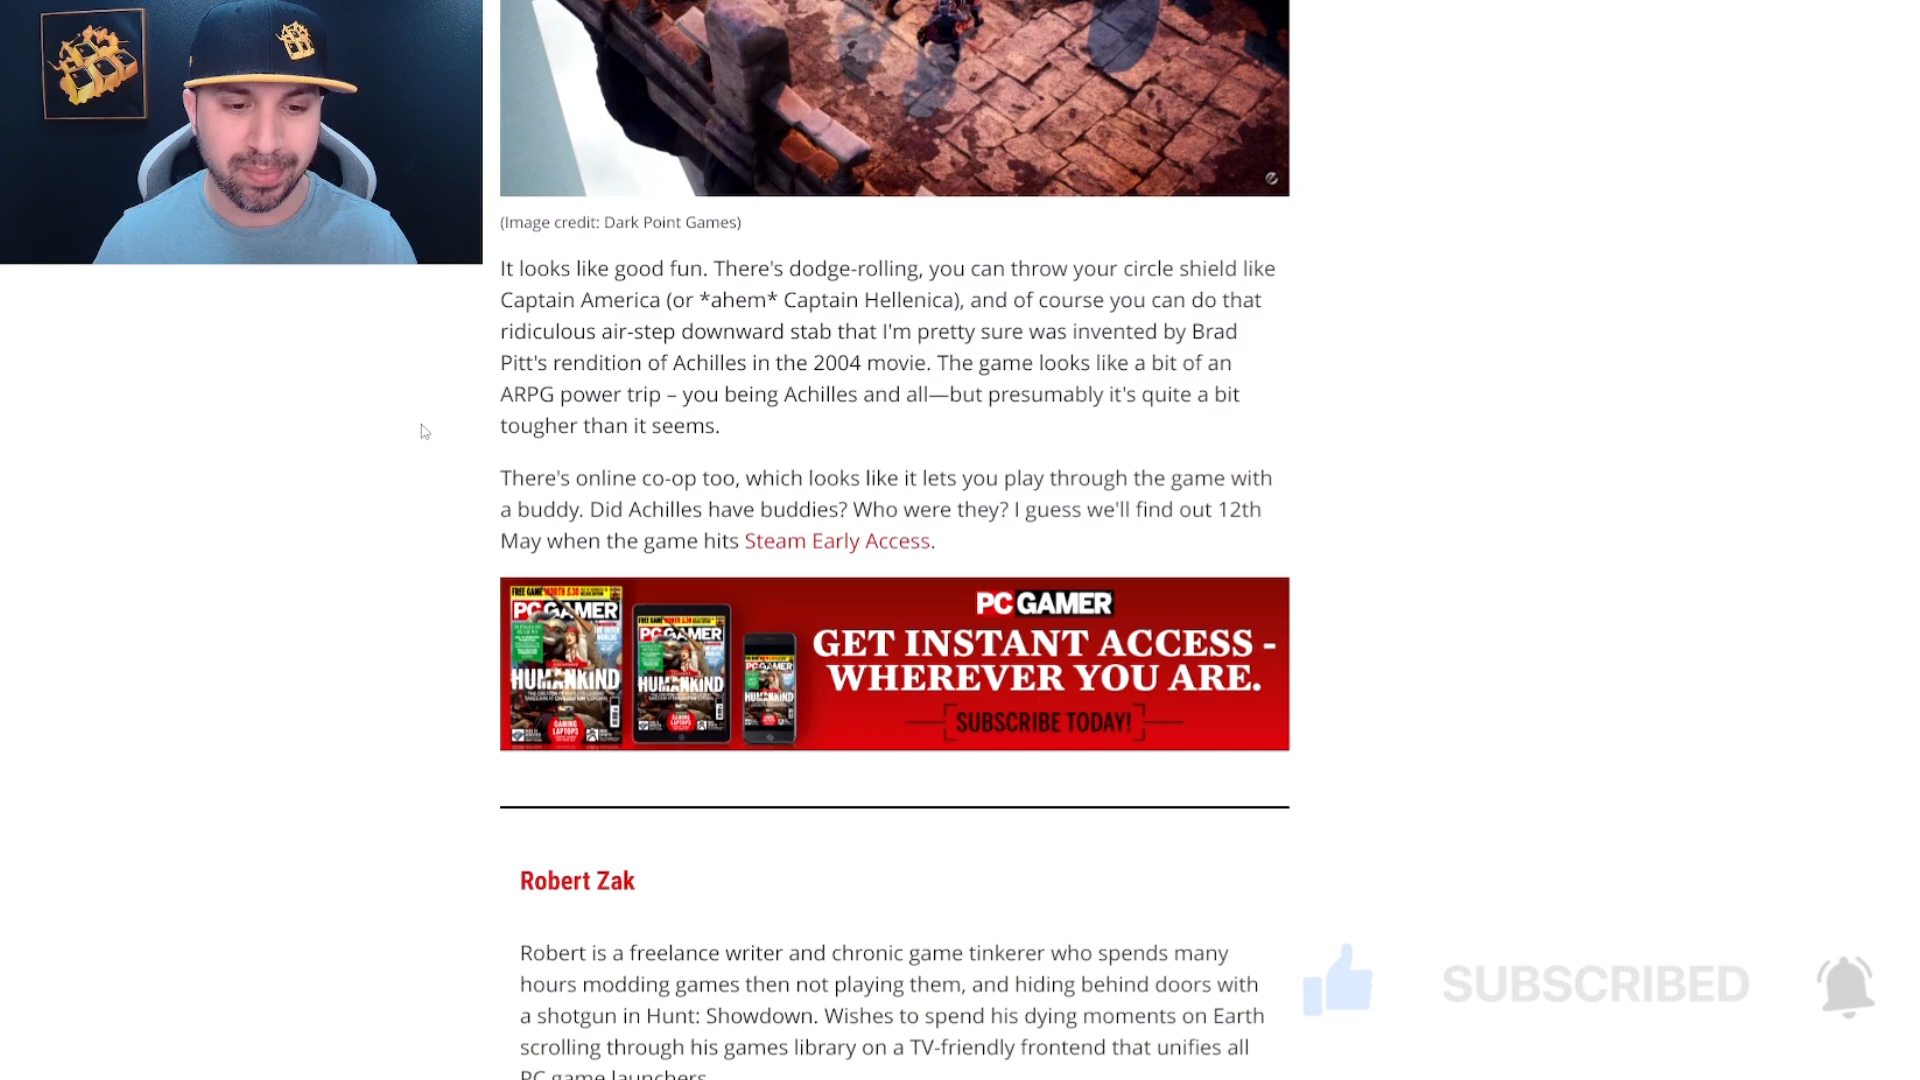 (Image credit: Dark Point Games)
It looks like good fun. There's dodge-rolling, you can throw your circle shield like
Captain America (or *ahem* Captain Hellenica), and of course you can do that
ridiculous air-step downward stab that I'm pretty sure was invented by Brad
Pitt's rendition of Achilles in the 2004 movie. The game looks like a bit of an
ARPG power trip – you being Achilles and all—but presumably it's quite a bit
tougher than it seems.
There's online co-op too, which looks like it lets you play through the game with
a buddy. Did Achilles have buddies? Who were they? I guess we'll find out 12th
May when the game hits Steam Early Access.
FREE GAME WORTH £30
PC GAMER
HUMANKIND
GAMING
LAPTOPS
PC GAMER
HUMANKIND
PC GAMER
HUMANKIND
PC GAMER
GET INSTANT ACCESS -
WHEREVER YOU ARE.
SUBSCRIBE TODAY!
Robert Zak
Robert is a freelance writer and chronic game tinkerer who spends many
hours modding games then not playing them, and hiding behind doors with
a shotgun in Hunt: Showdown. Wishes to spend his dying moments on Earth
scrolling through his games library on a TV-friendly frontend that unifies all
PC game launchers.
SUBSCRIBED